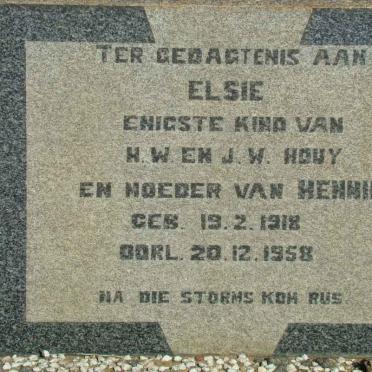 TER GEDAGTENIS AAN
ELSIE
ENIGSTE KIND VAN
H.W EN J.W. HOUY
EN MOEDER VAN HENNI
GEB. 19.2.1918
OORL. 20.12.1958
NA DIE STORMS KOM RUS.